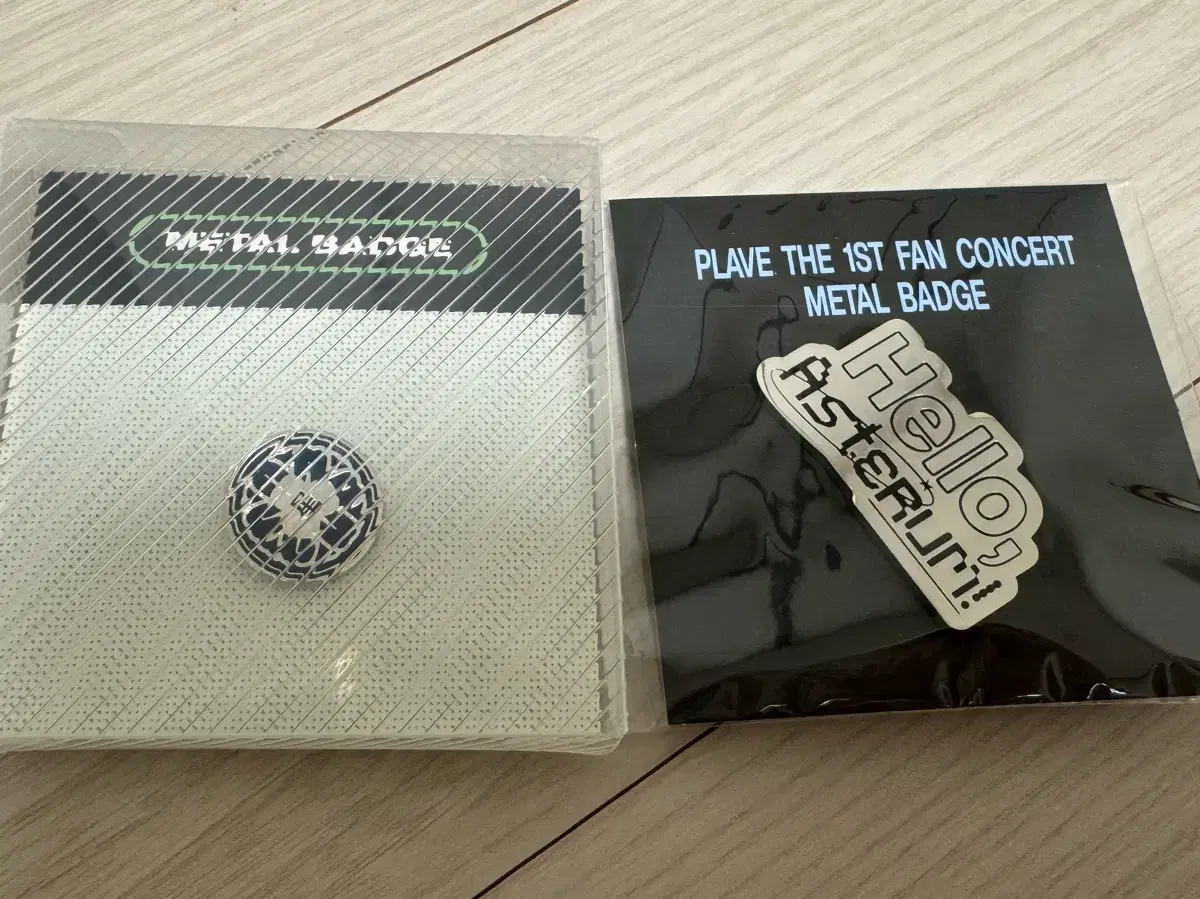 METAL BADGE
PLAVE THE 1ST FAN CONCERT
METAL BADGE
Hello,
Asterum!